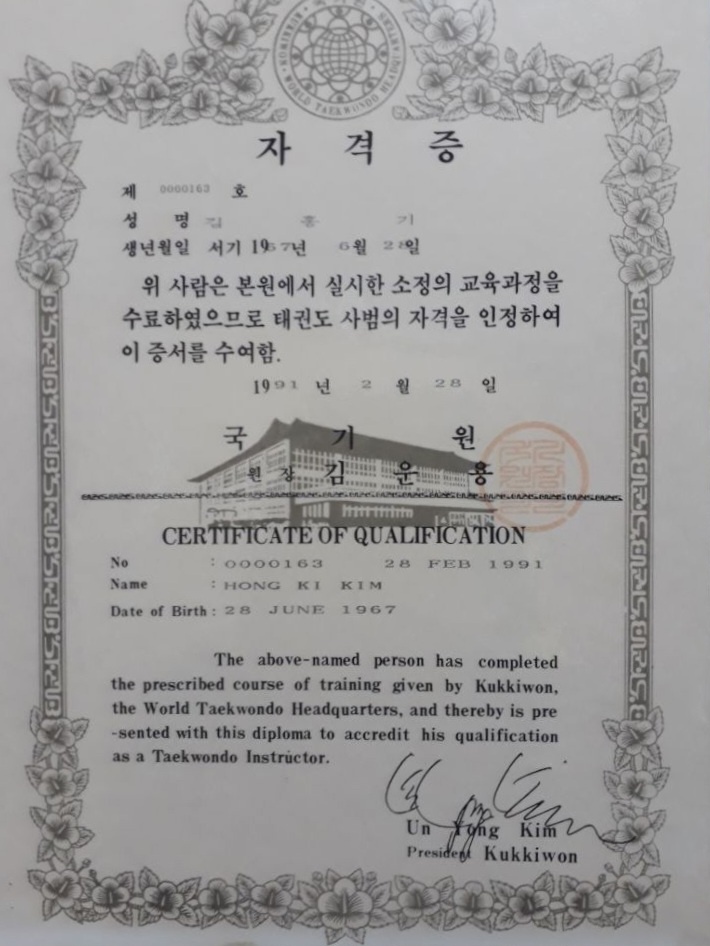 WORLD TAEKWONDO HEADQUARTERS
자 격 증
제 0000163 호
성 명 김 홍 기
생년월일 서기 1967년 6월 28일
위 사람은 본원에서 실시한 소정의 교육과정을
수료하였으므로 태권도 사범의 자격을 인정하여
이 증서를 수여함.
1991 년 2 월 28 일
국 기 원
원 장 김 운 용
CERTIFICATE OF QUALIFICATION
No : 0000163 28 FEB 1991
Name : HONG KI KIM
Date of Birth : 28 JUNE 1967
The above-named person has completed
the prescribed course of training given by Kukkiwon,
the World Taekwondo Headquarters, and thereby is pre
-sented with this diploma to accredit his qualification
as a Taekwondo Instructor.
Un Yong Kim
President Kukkiwon